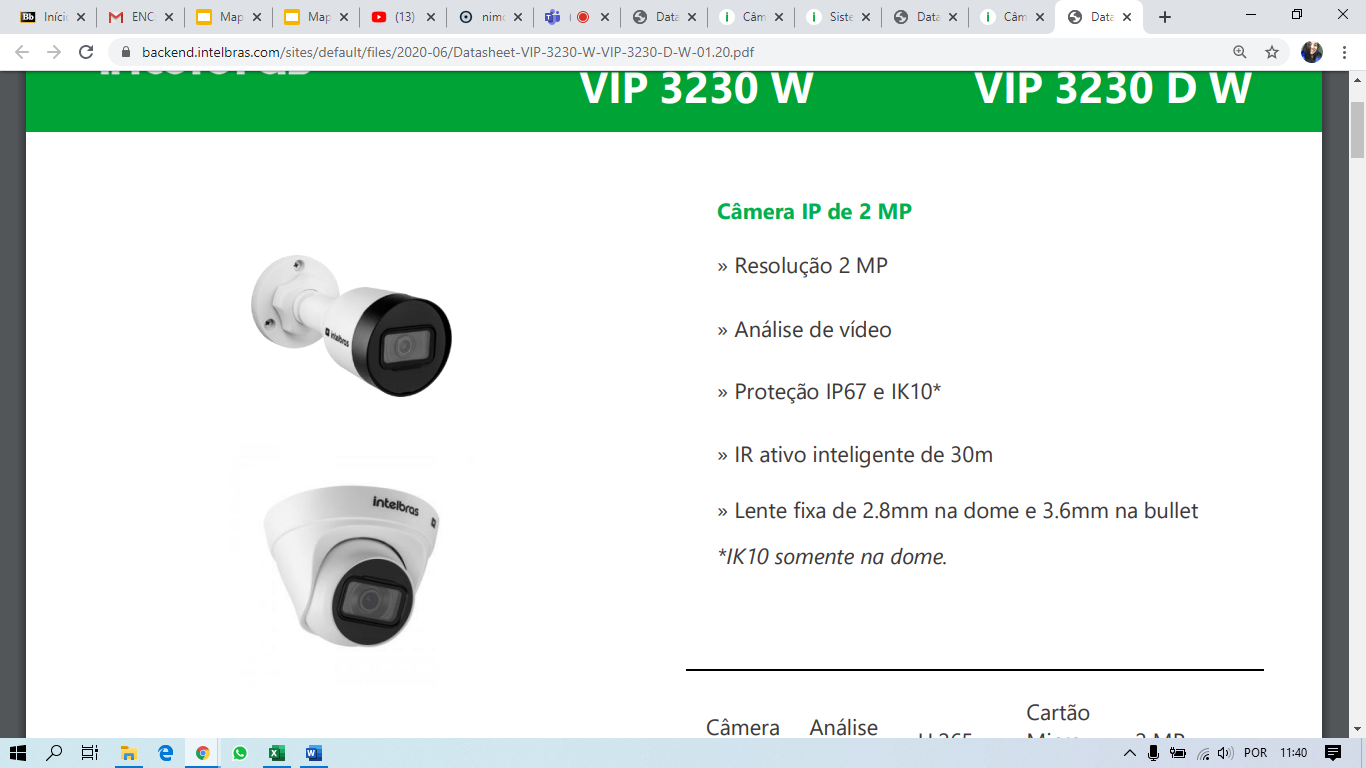 Iníci
ENC
Map
Map
(13)
nimo
Data
Câm
Siste
Data
Câm
Data
backend.intelbras.com/sites/default/files/2020-06/Datasheet-VIP-3230-W-VIP-3230-D-W-01.20.pdf
VIP 3230 W
VIP 3230 D W
Câmera IP de 2 MP
» Resolução 2 MP
» Análise de vídeo
» Proteção IP67 e IK10*
» IR ativo inteligente de 30m
» Lente fixa de 2.8mm na dome e 3.6mm na bullet
*IK10 somente na dome.
intelbras
intelbras
Cartão
Câmera Análise
POR 11:40